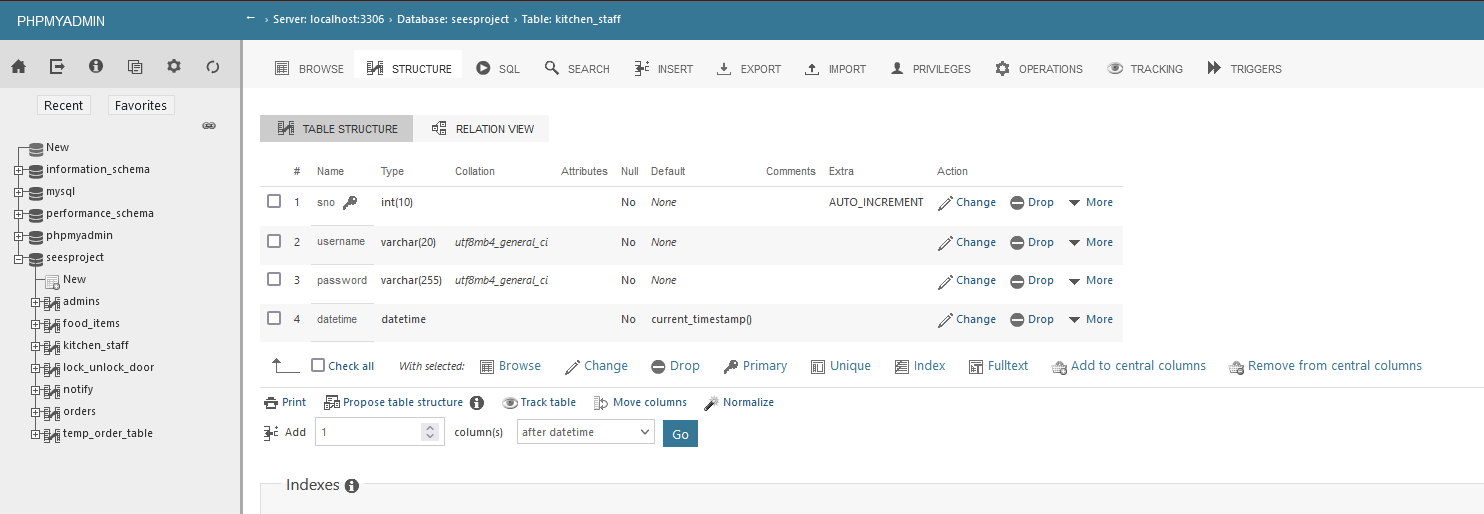 PHPMYADMIN
← › Server: localhost:3306 › Database: seesproject › Table: kitchen_staff
BROWSE STRUCTURE SQL SEARCH INSERT EXPORT IMPORT PRIVILEGES OPERATIONS TRACKING TRIGGERS
Recent Favorites
New
information_schema
mysql
performance_schema
phpmyadmin
seesproject
New
admins
food_items
kitchen_staff
lock_unlock_door
notify
orders
temp_order_table
TABLE STRUCTURE RELATION VIEW
# Name Type Collation Attributes Null Default Comments Extra Action
1 sno int(10) No None AUTO_INCREMENT Change Drop More
2 username varchar(20) utf8mb4_general_ci No None Change Drop More
3 password varchar(255) utf8mb4_general_ci No None Change Drop More
4 datetime datetime No current_timestamp() Change Drop More
Check all With selected: Browse Change Drop Primary Unique Index Fulltext Add to central columns Remove from central columns
Print Propose table structure Track table Move columns Normalize
Add 1 column(s) after datetime Go
Indexes